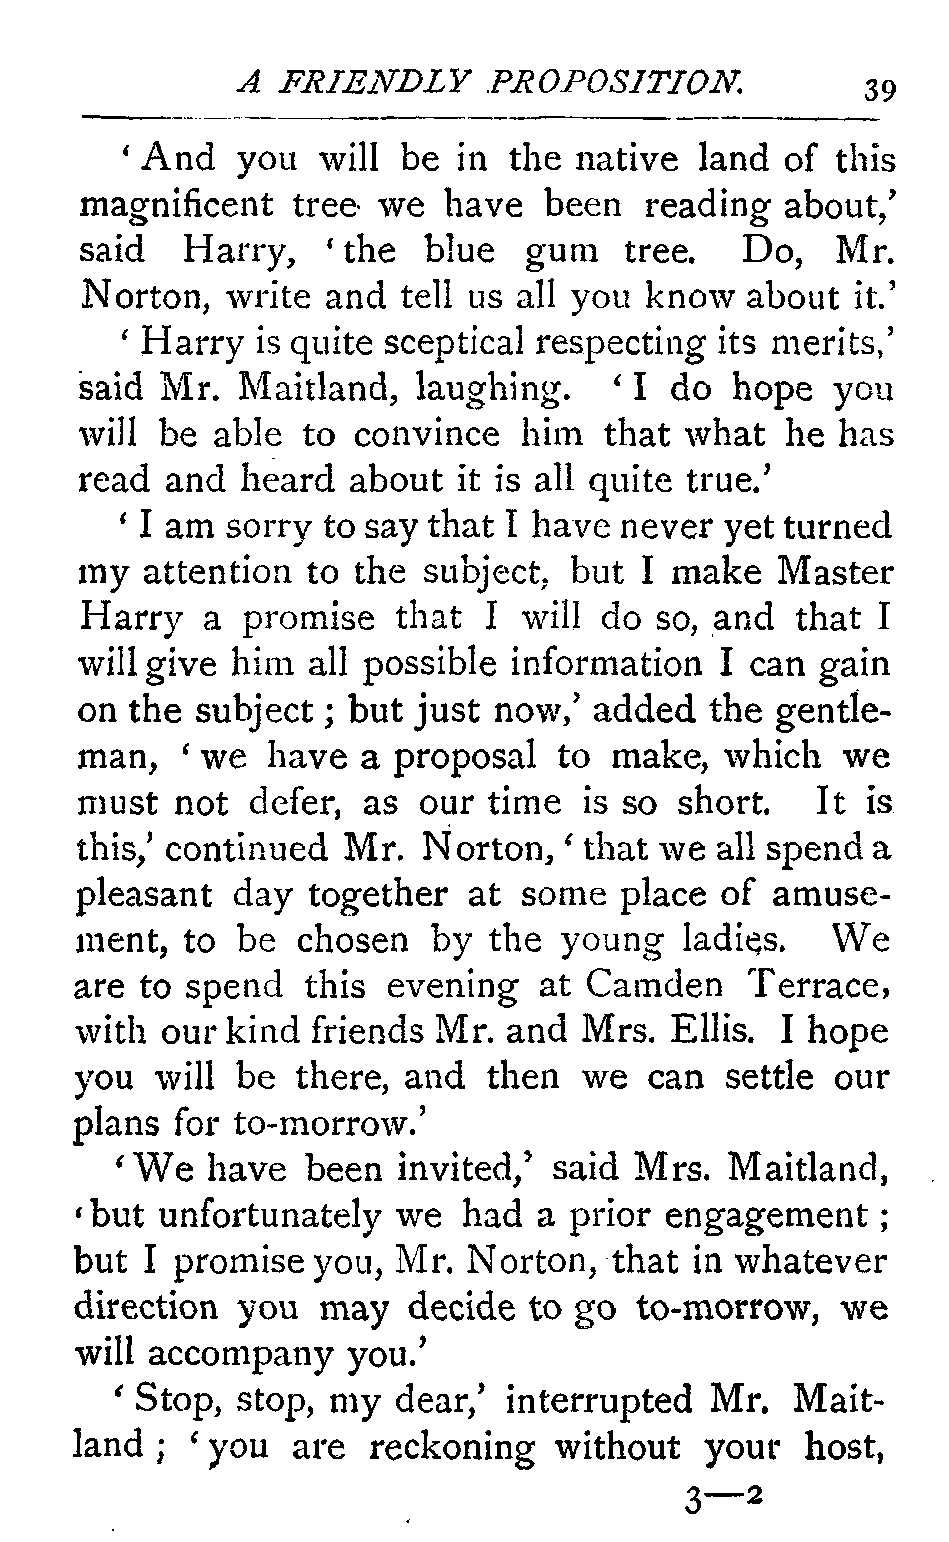 A FRIENDLY PROPOSITION. 39
‘And you will be in the native land of this
magnificent tree we have been reading about,’
said Harry, ‘the blue gum tree. Do, Mr.
Norton, write and tell us all you know about it.’
‘Harry is quite sceptical respecting its merits,’
said Mr. Maitland, laughing. ‘I do hope you
will be able to convince him that what he has
read and heard about it is all quite true.’
‘I am sorry to say that I have never yet turned
my attention to the subject, but I make Master
Harry a promise that I will do so, and that I
will give him all possible information I can gain
on the subject; but just now,’ added the gentle-
man, ‘we have a proposal to make, which we
must not defer, as our time is so short. It is
this,’ continued Mr. Norton, ‘that we all spend a
pleasant day together at some place of amuse-
ment, to be chosen by the young ladies. We
are to spend this evening at Camden Terrace,
with our kind friends Mr. and Mrs. Ellis. I hope
you will be there, and then we can settle our
plans for to-morrow.’
‘We have been invited,’ said Mrs. Maitland,
‘but unfortunately we had a prior engagement;
but I promise you, Mr. Norton, that in whatever
direction you may decide to go to-morrow, we
will accompany you.’
‘Stop, stop, my dear,’ interrupted Mr. Mait-
land; ‘you are reckoning without your host,
3—2